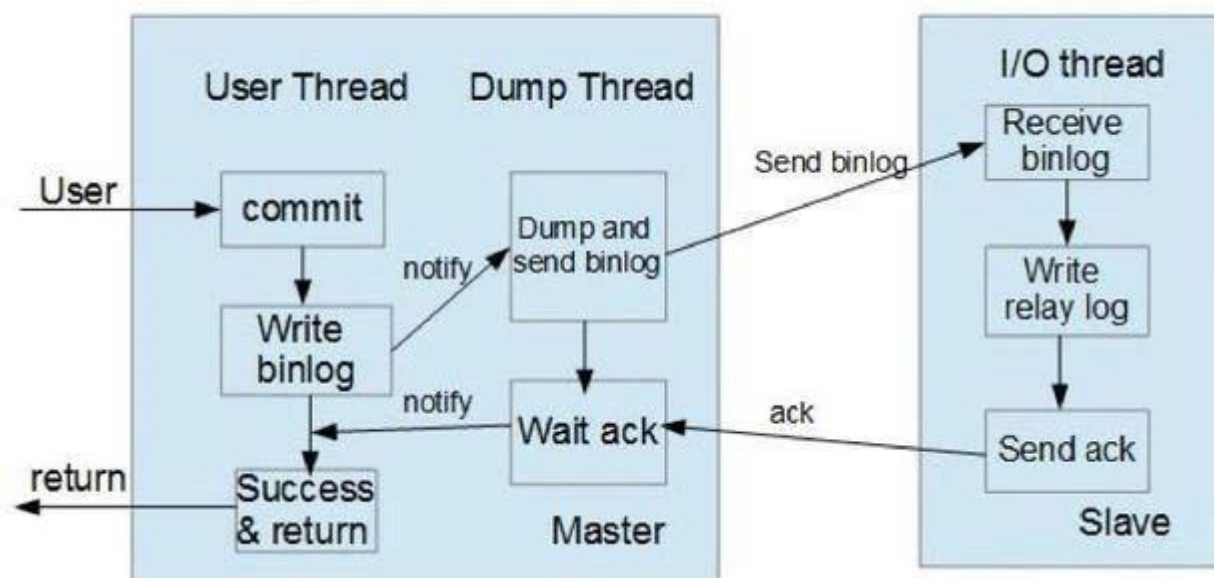 User Thread
Dump Thread
I/O thread
Receive
binlog
Send binlog
User
commit
Dump and
send binlog
notify
Write
relay log
Write
binlog
notify
Wait ack
ack
Send ack
return
Success
& return
Master
Slave